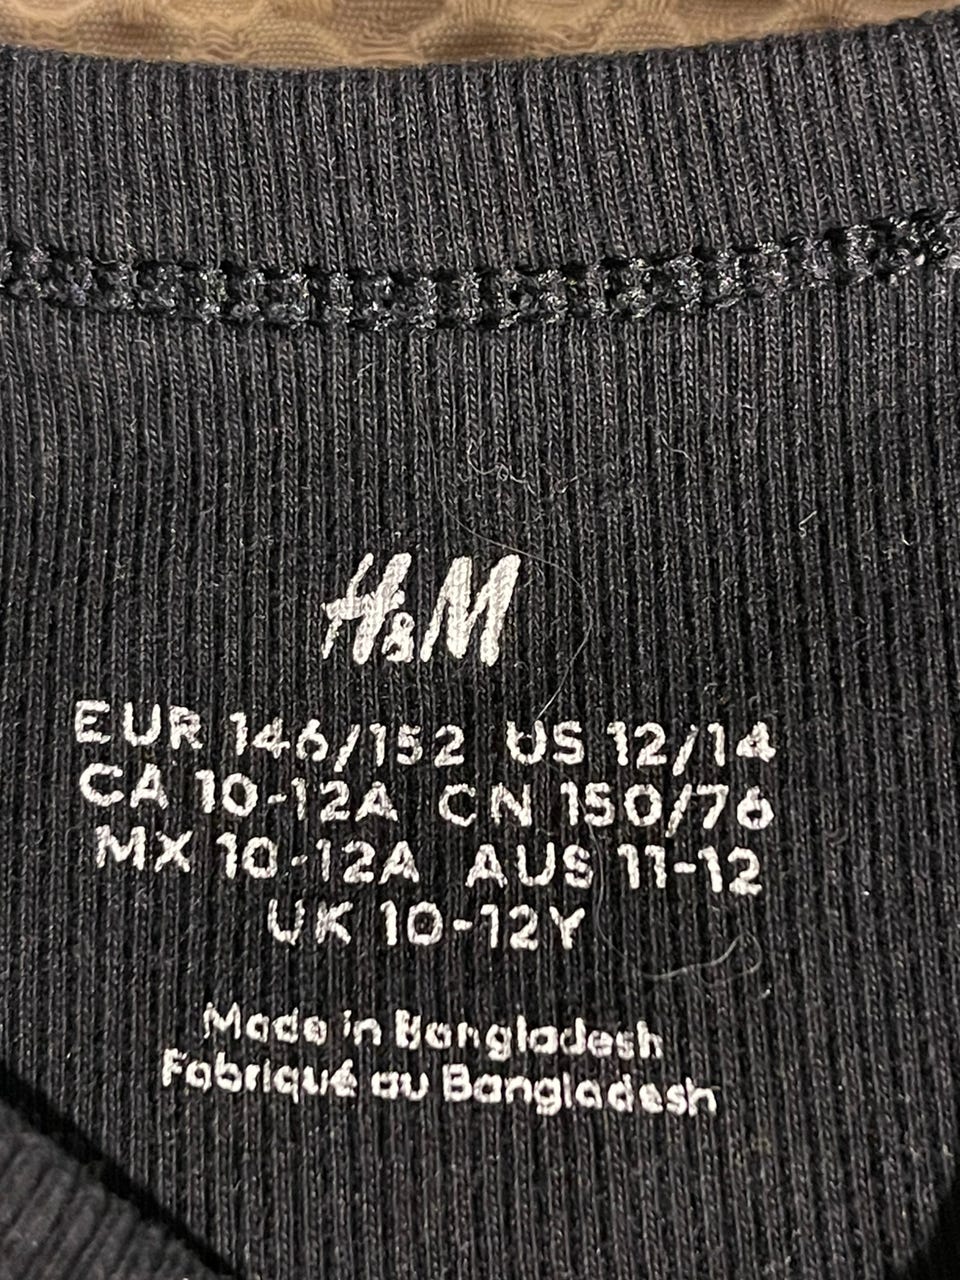 H&M
EUR 146/152 US 12/14
CA 10-12A CN 150/76
MX 10-12A AUS 11-12
UK 10-12Y
Made in Bangladesh
Fabriqué au Bangladesh